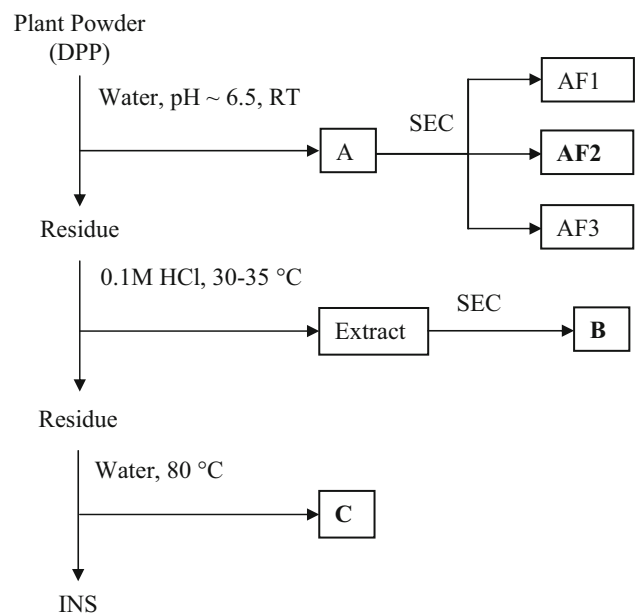 Plant Powder
(DPP)
Water, pH ~ 6.5, RT
A
SEC
AF1
AF2
AF3
Residue
0.1M HCl, 30-35 °C
Extract
SEC
B
Residue
Water, 80 °C
C
INS